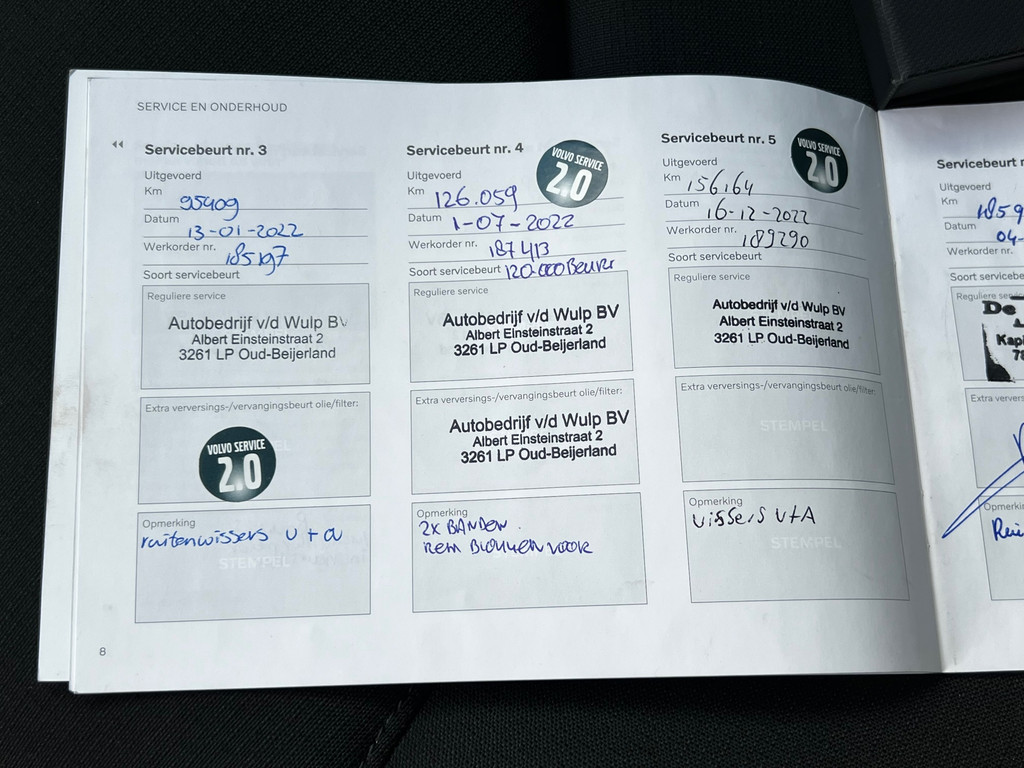 SERVICE EN ONDERHOUD
Servicebeurt nr. 3
Uitgevoerd
Km 95409
Datum 13-01-2022
Werkorder nr. 185197
Soort servicebeurt
Reguliere service
Autobedrijf v/d Wulp BV
Albert Einsteinstraat 2
3261 LP Oud-Beijerland
Extra verversings-/vervangingsbeurt olie/filter:
VOLVO SERVICE
2.0
Opmerking
ruitenwissers v + a
STEMPEL
Servicebeurt nr. 4
VOLVO SERVICE
2.0
Uitgevoerd
Km 126.059
Datum 1-07-2022
Werkorder nr. 187413
Soort servicebeurt 120.000 Beurt
Reguliere service
Autobedrijf v/d Wulp BV
Albert Einsteinstraat 2
3261 LP Oud-Beijerland
Extra verversings-/vervangingsbeurt olie/filter:
Autobedrijf v/d Wulp BV
Albert Einsteinstraat 2
3261 LP Oud-Beijerland
Opmerking
2x BANDEN
Rem Blokken voor
Servicebeurt nr. 5
VOLVO SERVICE
2.0
Uitgevoerd
Km 156164
Datum 16-12-2022
Werkorder nr. 189290
Soort servicebeurt
Reguliere service
Autobedrijf v/d Wulp BV
Albert Einsteinstraat 2
3261 LP Oud-Beijerland
Extra verversings-/vervangingsbeurt olie/filter:
STEMPEL
Opmerking
wissers v+A
STEMPEL
8
Servicebeurt
Uitgevoerd
Km
Datum 04-
Werkorder nr.
Soort
Reguliere
De
Extra